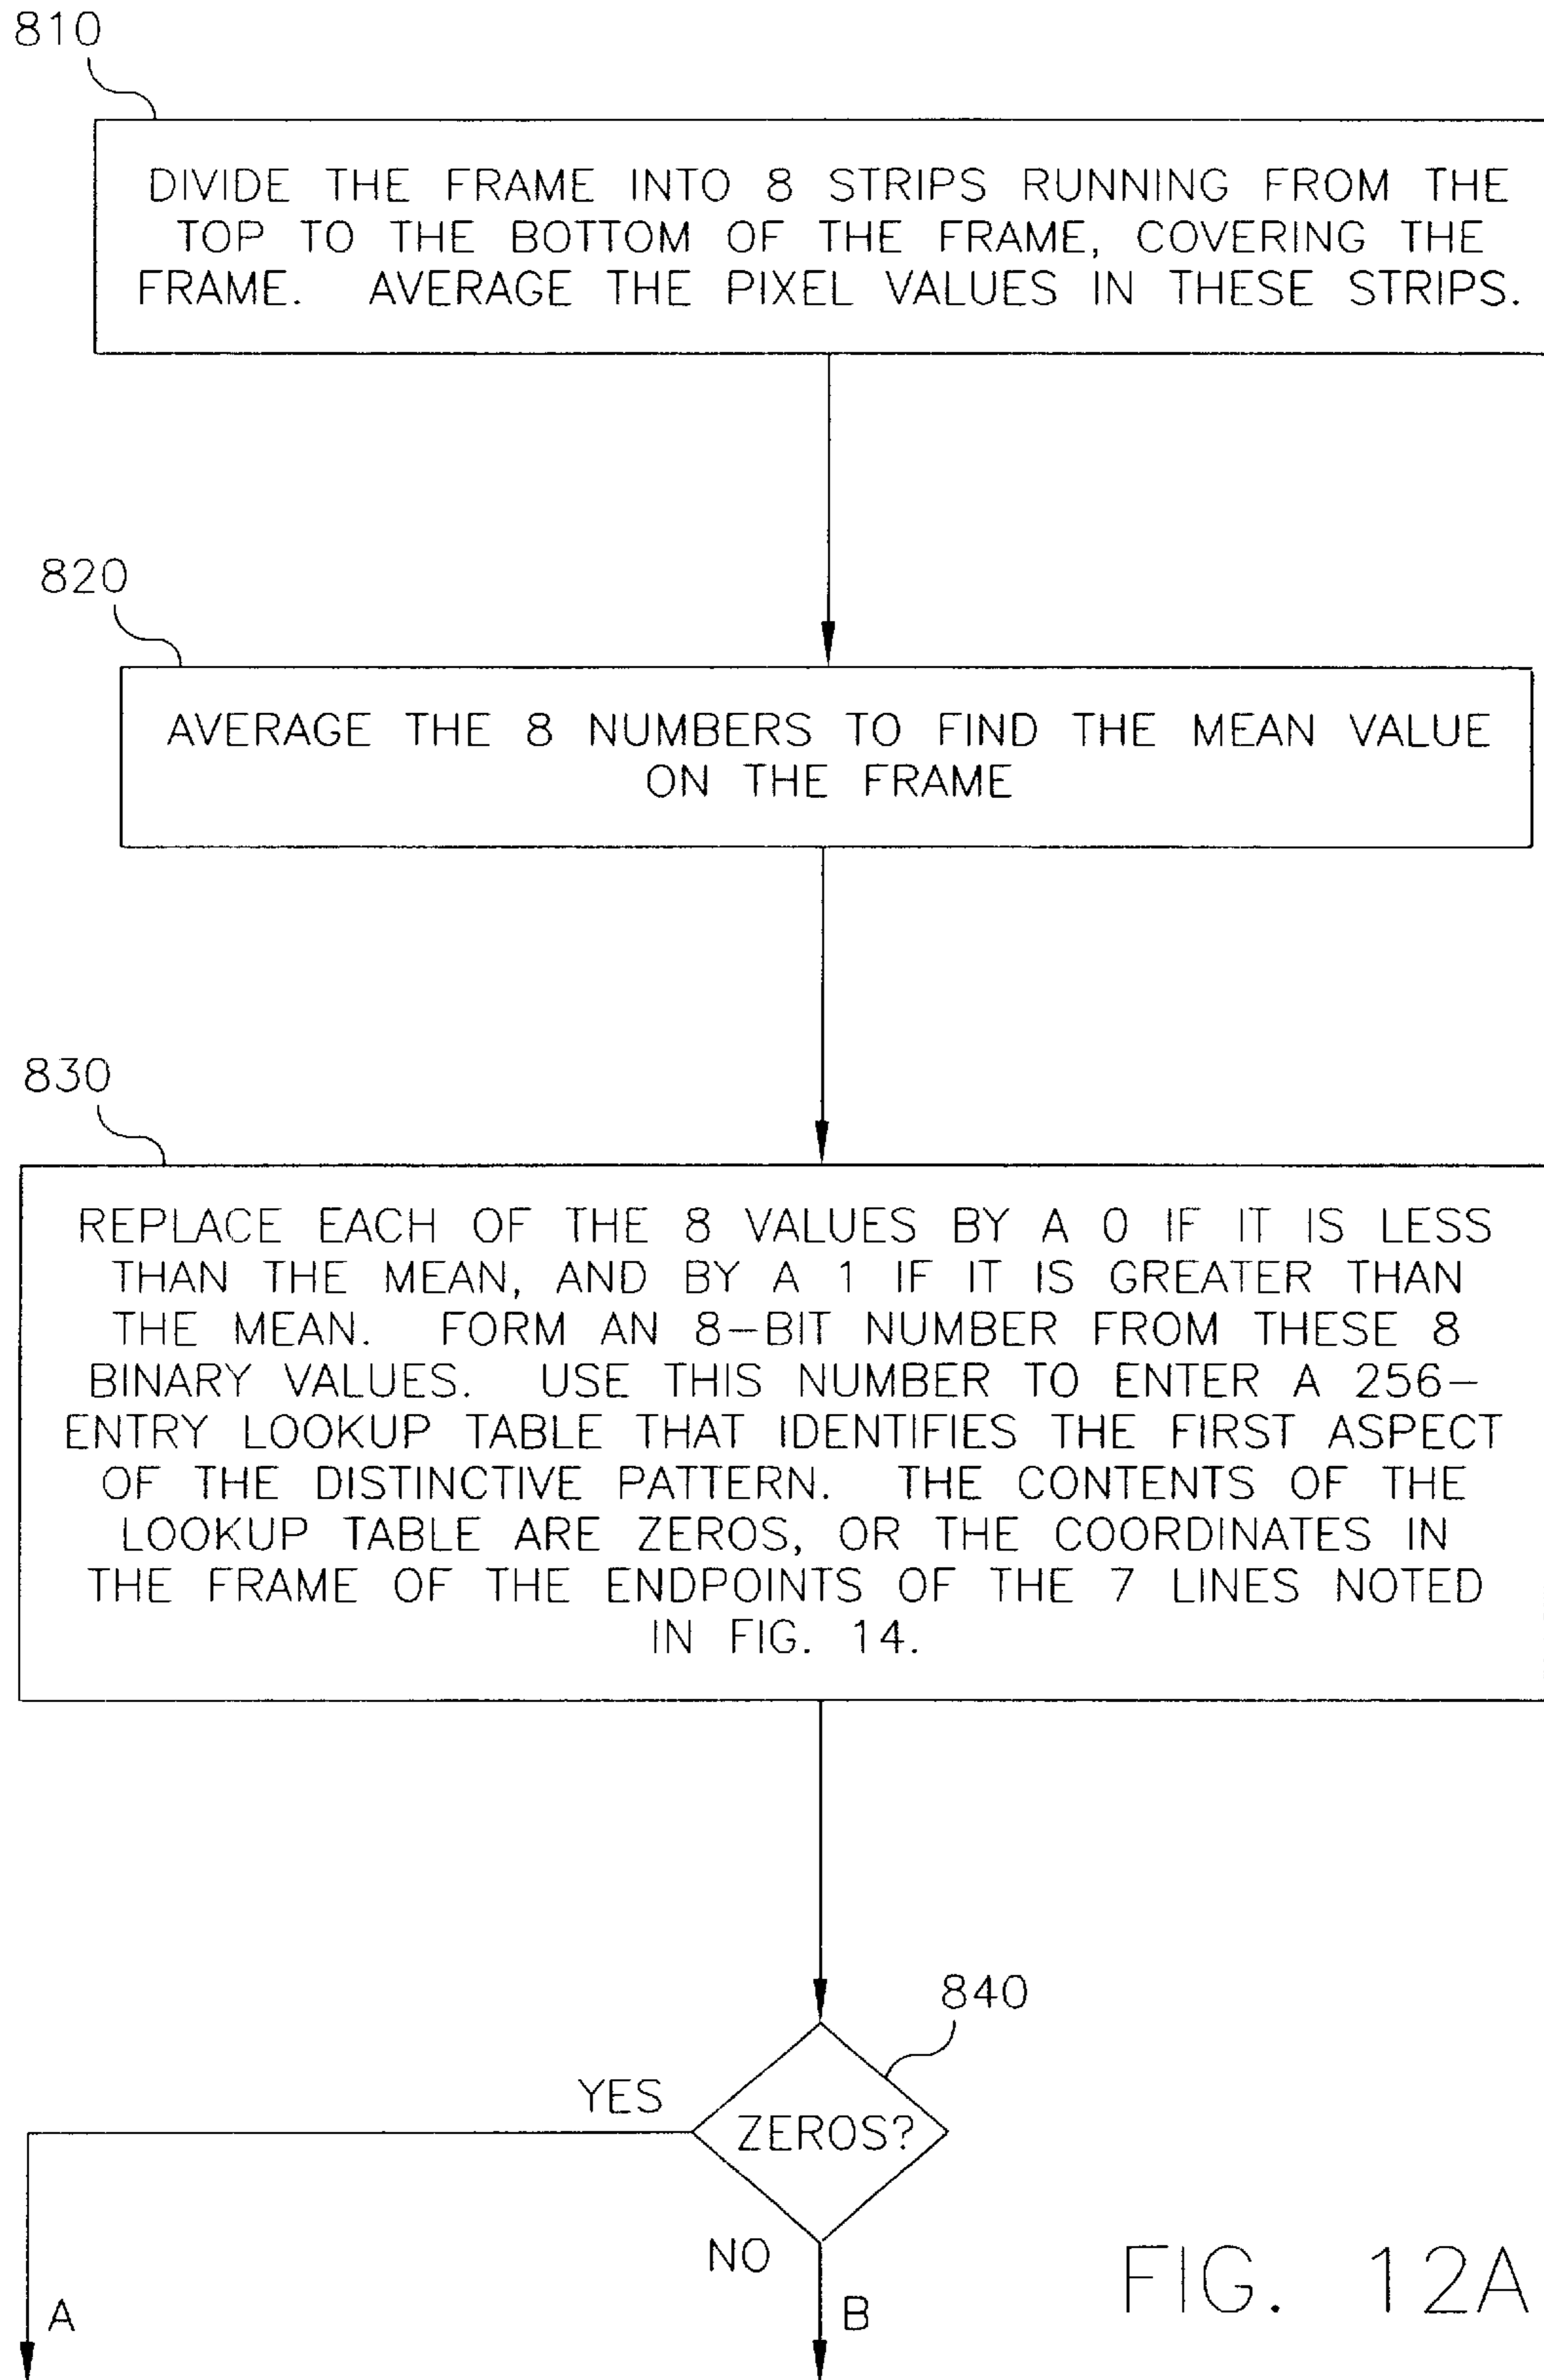 810
DIVIDE THE FRAME INTO 8 STRIPS RUNNING FROM THE
TOP TO THE BOTTOM OF THE FRAME, COVERING THE
FRAME. AVERAGE THE PIXEL VALUES IN THESE STRIPS.
820
AVERAGE THE 8 NUMBERS TO FIND THE MEAN VALUE
ON THE FRAME
830
REPLACE EACH OF THE 8 VALUES BY A 0 IF IT IS LESS
THAN THE MEAN, AND BY A 1 IF IT IS GREATER THAN
THE MEAN. FORM AN 8-BIT NUMBER FROM THESE 8
BINARY VALUES. USE THIS NUMBER TO ENTER A 256-
ENTRY LOOKUP TABLE THAT IDENTIFIES THE FIRST ASPECT
OF THE DISTINCTIVE PATTERN. THE CONTENTS OF THE
LOOKUP TABLE ARE ZEROS, OR THE COORDINATES IN
THE FRAME OF THE ENDPOINTS OF THE 7 LINES NOTED
IN FIG. 14.
840
YES
ZEROS?
NO
A
B
FIG. 12A